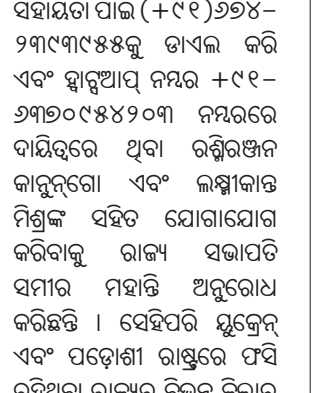 ସହାୟତା ପାଇଁ (+୯୧)୬୭୪-
୨୩୯୩୯୫୫କୁ ଡାଏଲ କରି
ଏବଂ ହ୍ୱାଟ୍ସଆପ୍ ନମ୍ବର +୯୧-
୬୩୭୦୯୫୪୨୦୩ ନମ୍ବରରେ
ଦାୟିତ୍ୱରେ ଥିବା ରଶ୍ମିରଞ୍ଜନ
କାନୁନ୍‌ଗୋ ଏବଂ ଲକ୍ଷ୍ମୀକାନ୍ତ
ମିଶ୍ରଙ୍କ ସହିତ ଯୋଗାଯୋଗ
କରିବାକୁ ରାଜ୍ୟ ସଭାପତି
ସମୀର ମହାନ୍ତି ଅନୁରୋଧ
କରିଛନ୍ତି । ସେହିପରି ୟୁକ୍ରେନ୍
ଏବଂ ପଡ଼ୋଶୀ ରାଷ୍ଟ୍ରରେ ଫସି